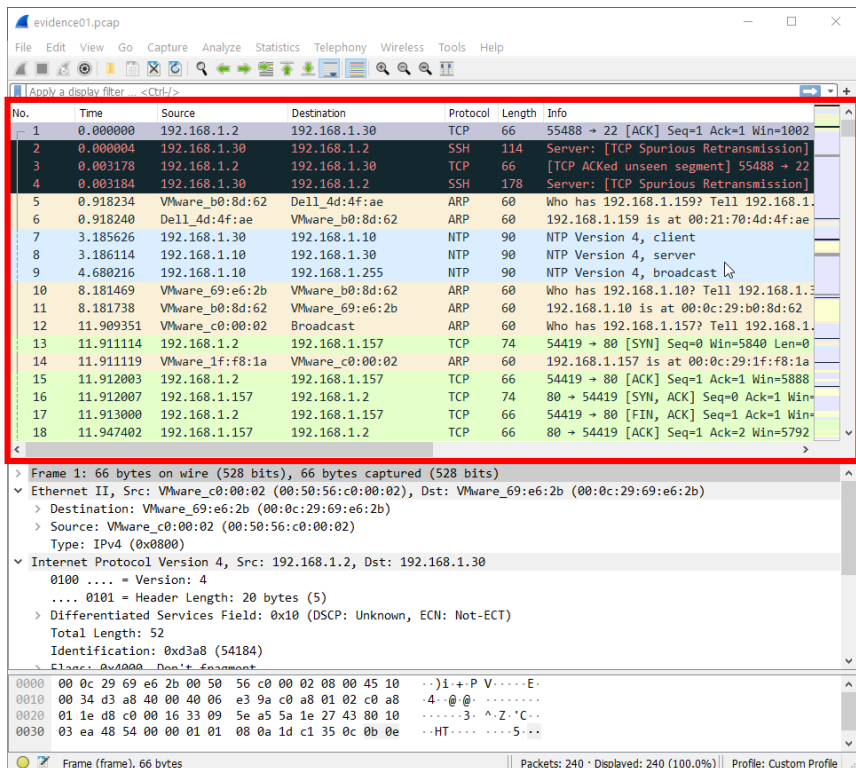 evidence01.pcap
File Edit View Go Capture Analyze Statistics Telephony Wireless Tools Help
Apply a display filter ... <Ctrl-/>
No. Time Source Destination Protocol Length Info
1 0.000000 192.168.1.2 192.168.1.30 TCP 66 55488 → 22 [ACK] Seq=1 Ack=1 Win=1002
2 0.000004 192.168.1.30 192.168.1.2 SSH 114 Server: [TCP Spurious Retransmission]
3 0.003178 192.168.1.2 192.168.1.30 TCP 66 [TCP ACKed unseen segment] 55488 → 22
4 0.003184 192.168.1.30 192.168.1.2 SSH 178 Server: [TCP Spurious Retransmission]
5 0.918234 VMware_b0:8d:62 Dell_4d:4f:ae ARP 60 Who has 192.168.1.159? Tell 192.168.1.
6 0.918240 Dell_4d:4f:ae VMware_b0:8d:62 ARP 60 192.168.1.159 is at 00:21:70:4d:4f:ae
7 3.185626 192.168.1.30 192.168.1.10 NTP 90 NTP Version 4, client
8 3.186114 192.168.1.10 192.168.1.30 NTP 90 NTP Version 4, server
9 4.680216 192.168.1.10 192.168.1.255 NTP 90 NTP Version 4, broadcast
10 8.181469 VMware_69:e6:2b VMware_b0:8d:62 ARP 60 Who has 192.168.1.10? Tell 192.168.1.3
11 8.181738 VMware_b0:8d:62 VMware_69:e6:2b ARP 60 192.168.1.10 is at 00:0c:29:b0:8d:62
12 11.909351 VMware_c0:00:02 Broadcast ARP 60 Who has 192.168.1.157? Tell 192.168.1.
13 11.911114 192.168.1.2 192.168.1.157 TCP 74 54419 → 80 [SYN] Seq=0 Win=5840 Len=0
14 11.911119 VMware_1f:f8:1a VMware_c0:00:02 ARP 60 192.168.1.157 is at 00:0c:29:1f:f8:1a
15 11.912003 192.168.1.2 192.168.1.157 TCP 66 54419 → 80 [ACK] Seq=1 Ack=1 Win=5888
16 11.912007 192.168.1.157 192.168.1.2 TCP 74 80 → 54419 [SYN, ACK] Seq=0 Ack=1 Win=
17 11.913000 192.168.1.2 192.168.1.157 TCP 66 54419 → 80 [FIN, ACK] Seq=1 Ack=1 Win=
18 11.947402 192.168.1.157 192.168.1.2 TCP 66 80 → 54419 [ACK] Seq=1 Ack=2 Win=5792
Frame 1: 66 bytes on wire (528 bits), 66 bytes captured (528 bits)
Ethernet II, Src: VMware_c0:00:02 (00:50:56:c0:00:02), Dst: VMware_69:e6:2b (00:0c:29:69:e6:2b)
Destination: VMware_69:e6:2b (00:0c:29:69:e6:2b)
Source: VMware_c0:00:02 (00:50:56:c0:00:02)
Type: IPv4 (0x0800)
Internet Protocol Version 4, Src: 192.168.1.2, Dst: 192.168.1.30
0100 .... = Version: 4
.... 0101 = Header Length: 20 bytes (5)
Differentiated Services Field: 0x10 (DSCP: Unknown, ECN: Not-ECT)
Total Length: 52
Identification: 0xd3a8 (54184)
Flags: 0x4000, Don't fragment
0000 00 0c 29 69 e6 2b 00 50 56 c0 00 02 08 00 45 10 ··)i·+·P V·····E·
0010 00 34 d3 a8 40 00 40 06 e3 9a c0 a8 01 02 c0 a8 ·4··@·@· ········
0020 01 1e d8 c0 00 16 33 09 5e a5 5a 1e 27 43 80 10 ······3· ^·Z·'C··
0030 03 ea 48 54 00 00 01 01 08 0a 1d c1 35 0c 0b 0e ··HT···· ····5···
Frame (frame), 66 bytes Packets: 240 · Displayed: 240 (100.0%) Profile: Custom Profile